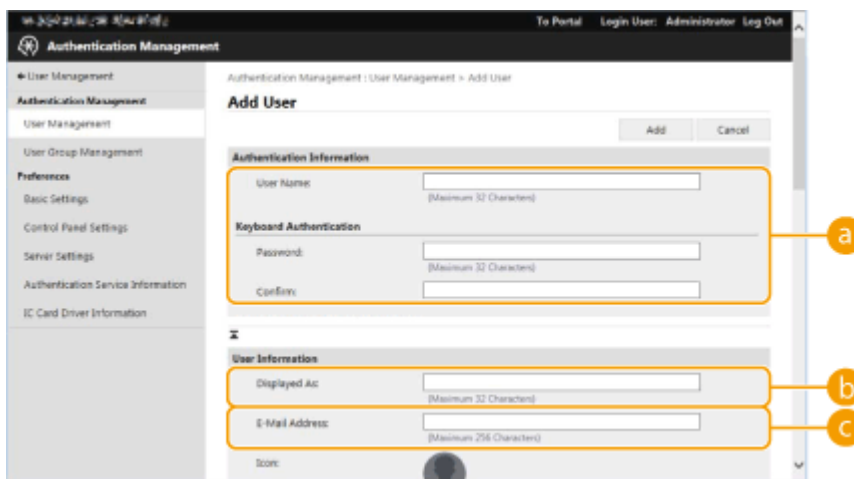 To Portal Login User: Administrator Log Out
Authentication Management
User Management
Authentication Management : User Management > Add User
Authentication Management
Add User
User Management
Add Cancel
User Group Management
Authentication Information
Preferences
User Name:
(Maximum 32 Characters)
Basic Settings
Control Panel Settings
Keyboard Authentication
a
Server Settings
Password:
(Maximum 32 Characters)
Authentication Service Information
Confirm:
IC Card Driver Information
User Information
Displayed As:
b
(Maximum 32 Characters)
E-Mail Address:
c
(Maximum 256 Characters)
Icon: